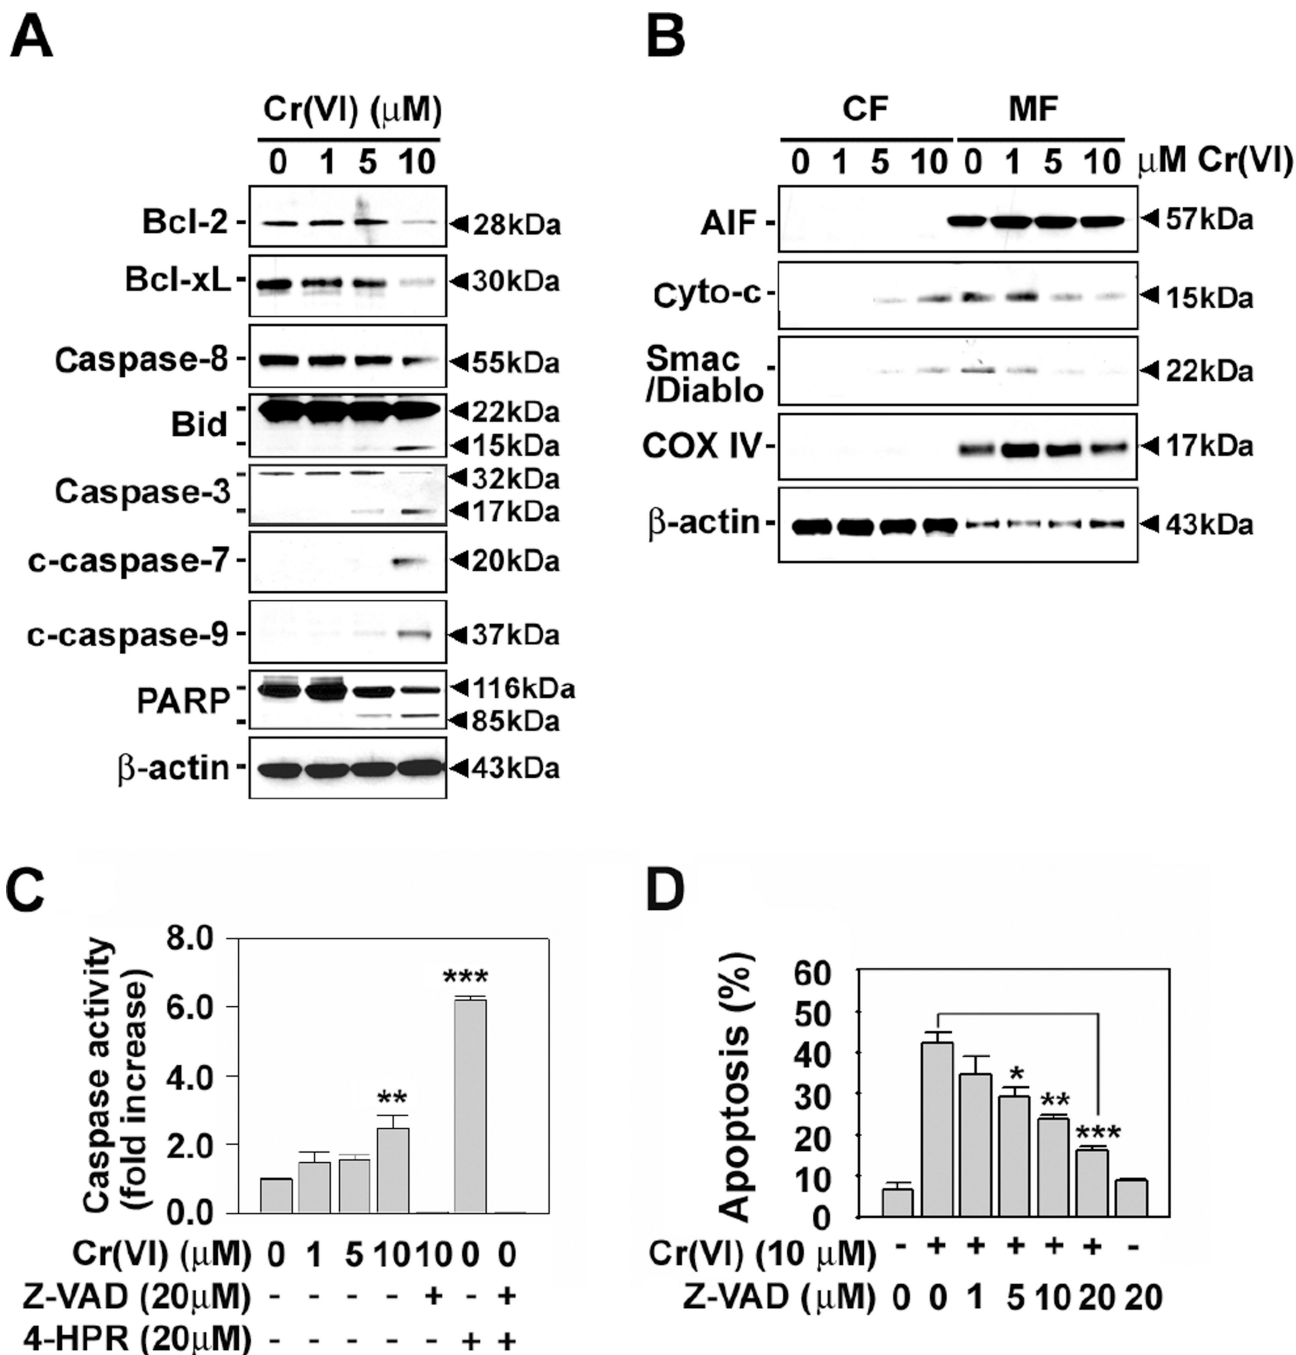 A
Cr(VI) (μM)
0 1 5 10
Bcl-2 - 28kDa
Bcl-xL - 30kDa
Caspase-8 - 55kDa
Bid - 22kDa
- 15kDa
Caspase-3 - 32kDa
- 17kDa
c-caspase-7 - 20kDa
c-caspase-9 - 37kDa
PARP - 116kDa
- 85kDa
β-actin - 43kDa
B
CF MF
0 1 5 10 0 1 5 10 μM Cr(VI)
AIF - 57kDa
Cyto-c - 15kDa
Smac
/Diablo - 22kDa
COX IV - 17kDa
β-actin - 43kDa
C
Caspase activity
(fold increase)
8.0
6.0
4.0
2.0
0.0
**
***
Cr(VI) (μM) 0 1 5 10 10 0 0
Z-VAD (20μM) - - - - + - +
4-HPR (20μM) - - - - - + +
D
Apoptosis (%)
60
50
40
30
20
10
0
*
**
***
Cr(VI) (10 μM) - + + + + + -
Z-VAD (μM) 0 0 1 5 10 20 20